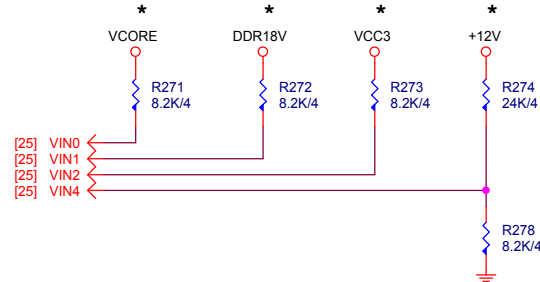 * * * *
VCORE DDR18V VCC3 +12V
R271 R272 R273 R274
8.2K/4 8.2K/4 8.2K/4 24K/4
[25] VIN0
[25] VIN1
[25] VIN2
[25] VIN4
R278
8.2K/4